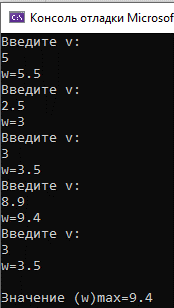 Консоль отладки Microsof
Введите v:
5
w=5.5
Введите v:
2.5
w=3
Введите v:
3
w=3.5
Введите v:
8.9
w=9.4
Введите v:
3
w=3.5
Значение (w)max=9.4